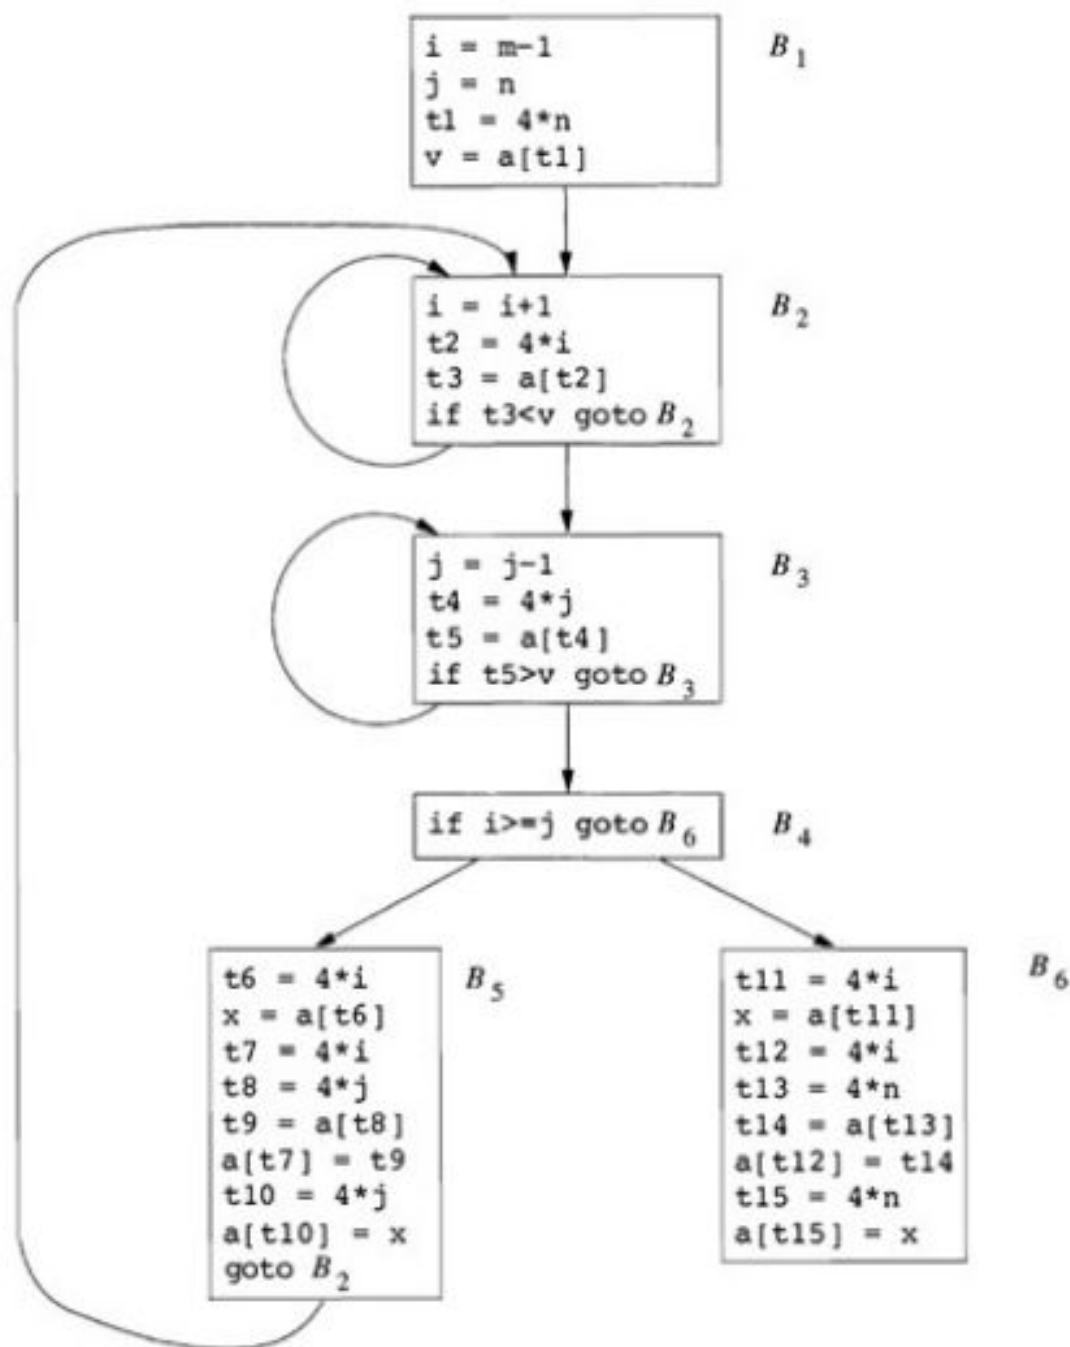 i = m-1
j = n
t1 = 4*n
v = a[t1]
B1
i = i+1
t2 = 4*i
t3 = a[t2]
if t3<v goto B2
B2
j = j-1
t4 = 4*j
t5 = a[t4]
if t5>v goto B3
B3
if i>=j goto B6
B4
t6 = 4*i
x = a[t6]
t7 = 4*i
t8 = 4*j
t9 = a[t8]
a[t7] = t9
t10 = 4*j
a[t10] = x
goto B2
B5
t11 = 4*i
x = a[t11]
t12 = 4*i
t13 = 4*n
t14 = a[t13]
a[t12] = t14
t15 = 4*n
a[t15] = x
B6